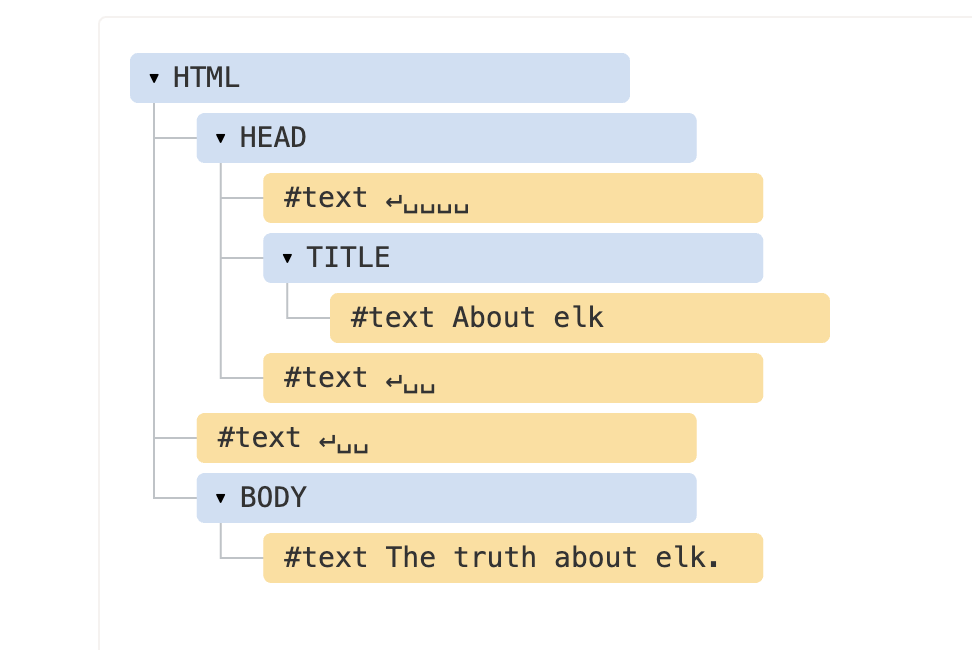 ▾ HTML
▾ HEAD
#text ↵␣␣␣␣
▾ TITLE
#text About elk
#text ↵␣␣
#text ↵␣␣
▾ BODY
#text The truth about elk.